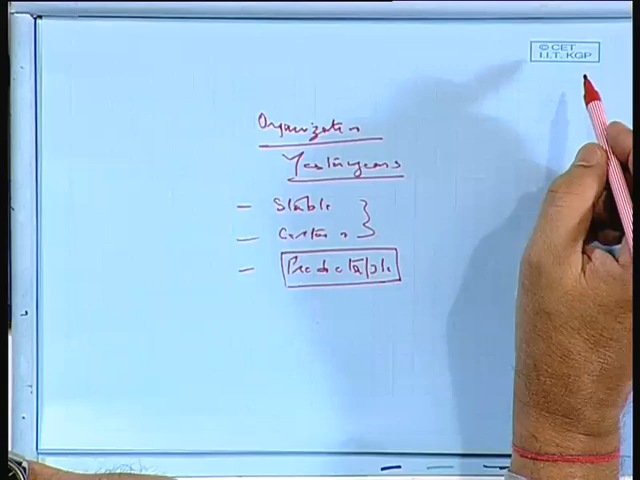 © CET
I.I.T. KGP
Organization
Yesteryears
– Stable
– Certain
– Predictable